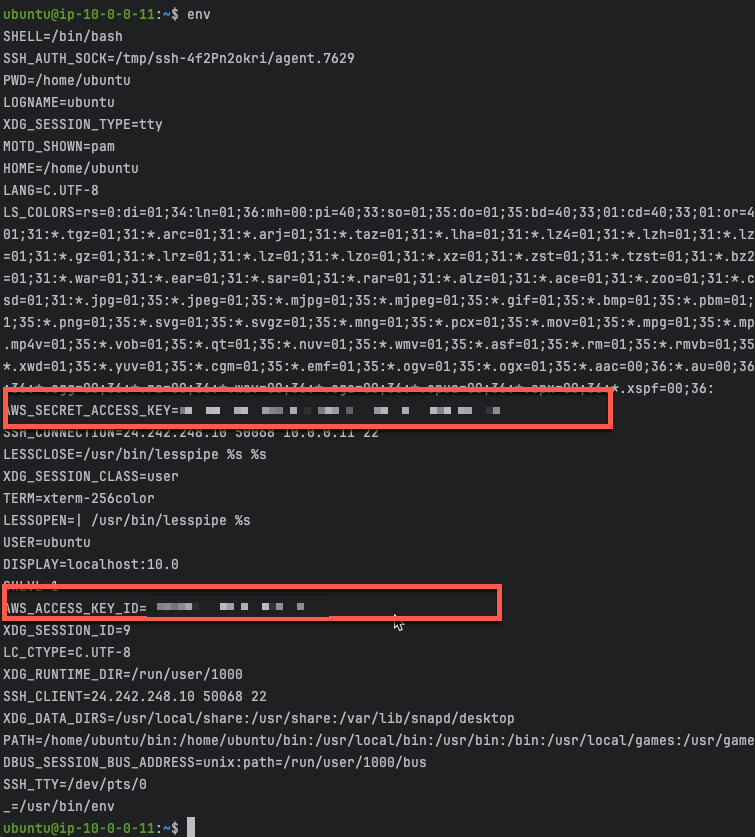 ubuntu@ip-10-0-0-11:~$ env
SHELL=/bin/bash
SSH_AUTH_SOCK=/tmp/ssh-4f2Pn2okri/agent.7629
PWD=/home/ubuntu
LOGNAME=ubuntu
XDG_SESSION_TYPE=tty
MOTD_SHOWN=pam
HOME=/home/ubuntu
LANG=C.UTF-8
LS_COLORS=rs=0:di=01;34:ln=01;36:mh=00:pi=40;33:so=01;35:do=01;35:bd=40;33;01:cd=40;33;01:or=4
01;31:*.tgz=01;31:*.arc=01;31:*.arj=01;31:*.taz=01;31:*.lha=01;31:*.lz4=01;31:*.lzh=01;31:*.lz
=01;31:*.gz=01;31:*.lrz=01;31:*.lz=01;31:*.lzo=01;31:*.xz=01;31:*.zst=01;31:*.tzst=01;31:*.bz2
=01;31:*.war=01;31:*.ear=01;31:*.sar=01;31:*.rar=01;31:*.alz=01;31:*.ace=01;31:*.zoo=01;31:*.c
sd=01;31:*.jpg=01;35:*.jpeg=01;35:*.mjpg=01;35:*.mjpeg=01;35:*.gif=01;35:*.bmp=01;35:*.pbm=01;
1;35:*.png=01;35:*.svg=01;35:*.svgz=01;35:*.mng=01;35:*.pcx=01;35:*.mov=01;35:*.mpg=01;35:*.mp
.mp4v=01;35:*.vob=01;35:*.qt=01;35:*.nuv=01;35:*.wmv=01;35:*.asf=01;35:*.rm=01;35:*.rmvb=01;35
*.xwd=01;35:*.yuv=01;35:*.cgm=01;35:*.emf=01;35:*.ogv=01;35:*.ogx=01;35:*.aac=00;36:*.au=00;36
*.xspf=00;36:
AWS_SECRET_ACCESS_KEY=
SSH_CONNECTION=24.242.248.10 50068 10.0.0.11 22
LESSCLOSE=/usr/bin/lesspipe %s %s
XDG_SESSION_CLASS=user
TERM=xterm-256color
LESSOPEN=| /usr/bin/lesspipe %s
USER=ubuntu
DISPLAY=localhost:10.0
SHLVL=1
AWS_ACCESS_KEY_ID=
XDG_SESSION_ID=9
LC_CTYPE=C.UTF-8
XDG_RUNTIME_DIR=/run/user/1000
SSH_CLIENT=24.242.248.10 50068 22
XDG_DATA_DIRS=/usr/local/share:/usr/share:/var/lib/snapd/desktop
PATH=/home/ubuntu/bin:/home/ubuntu/bin:/usr/local/bin:/usr/bin:/bin:/usr/local/games:/usr/game
DBUS_SESSION_BUS_ADDRESS=unix:path=/run/user/1000/bus
SSH_TTY=/dev/pts/0
_=/usr/bin/env
ubuntu@ip-10-0-0-11:~$